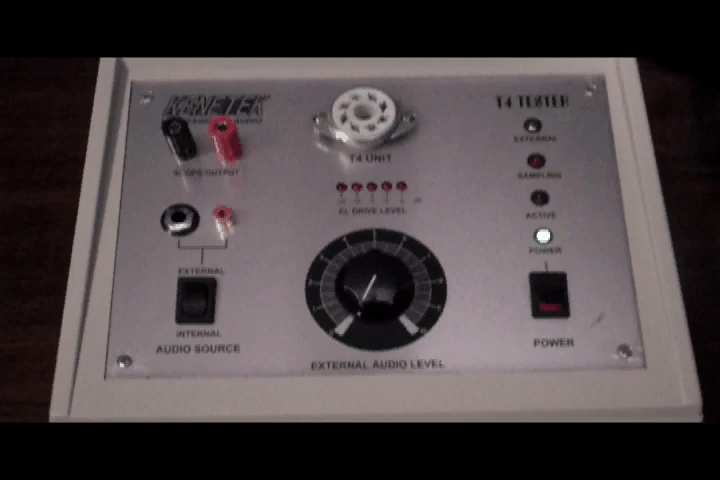 KENETEK
T4 TESTER
SCOPE OUTPUT
T4 UNIT
EL DRIVE LEVEL
EXTERNAL
SAMPLING
ACTIVE
POWER
EXTERNAL
INTERNAL
AUDIO SOURCE
EXTERNAL AUDIO LEVEL
POWER